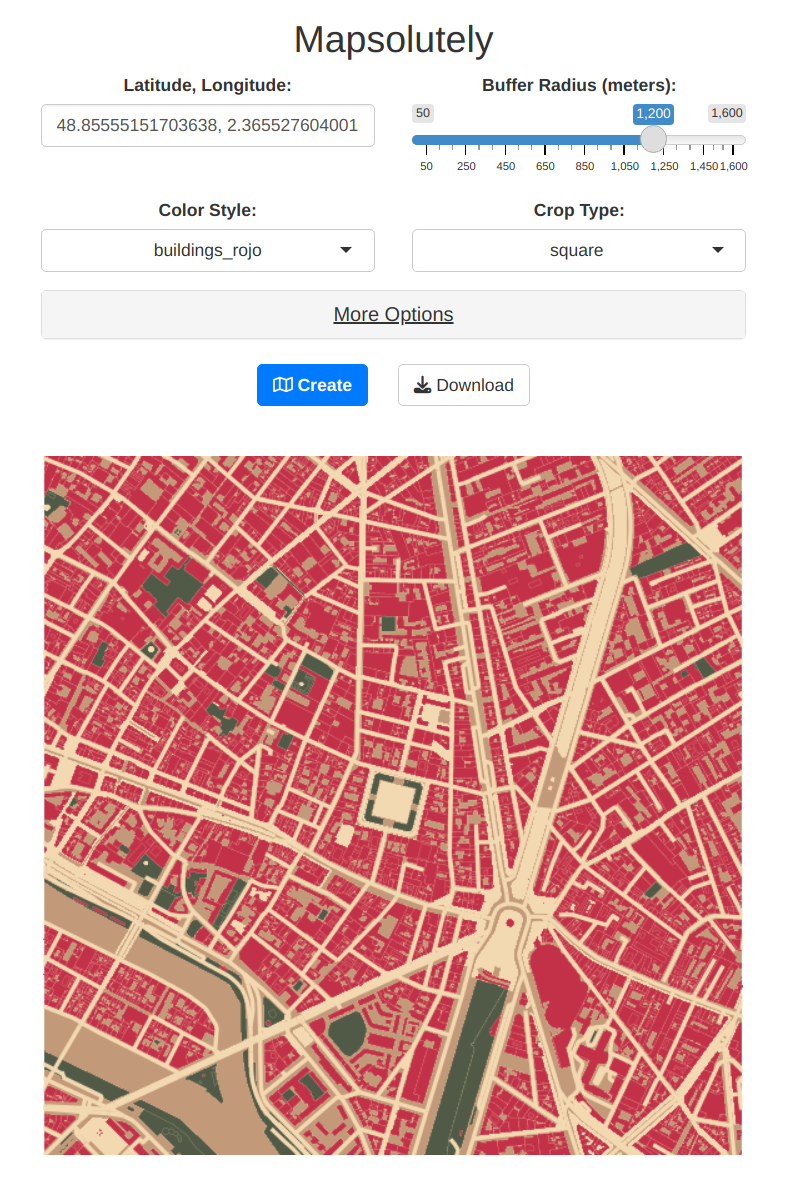 Mapsolutely
Latitude, Longitude:
48.85555151703638, 2.365527604001
Buffer Radius (meters):
50 1,200 1,600
50 250 450 650 850 1,050 1,250 1,450 1,600
Color Style:
buildings_rojo
Crop Type:
square
More Options
Create
Download